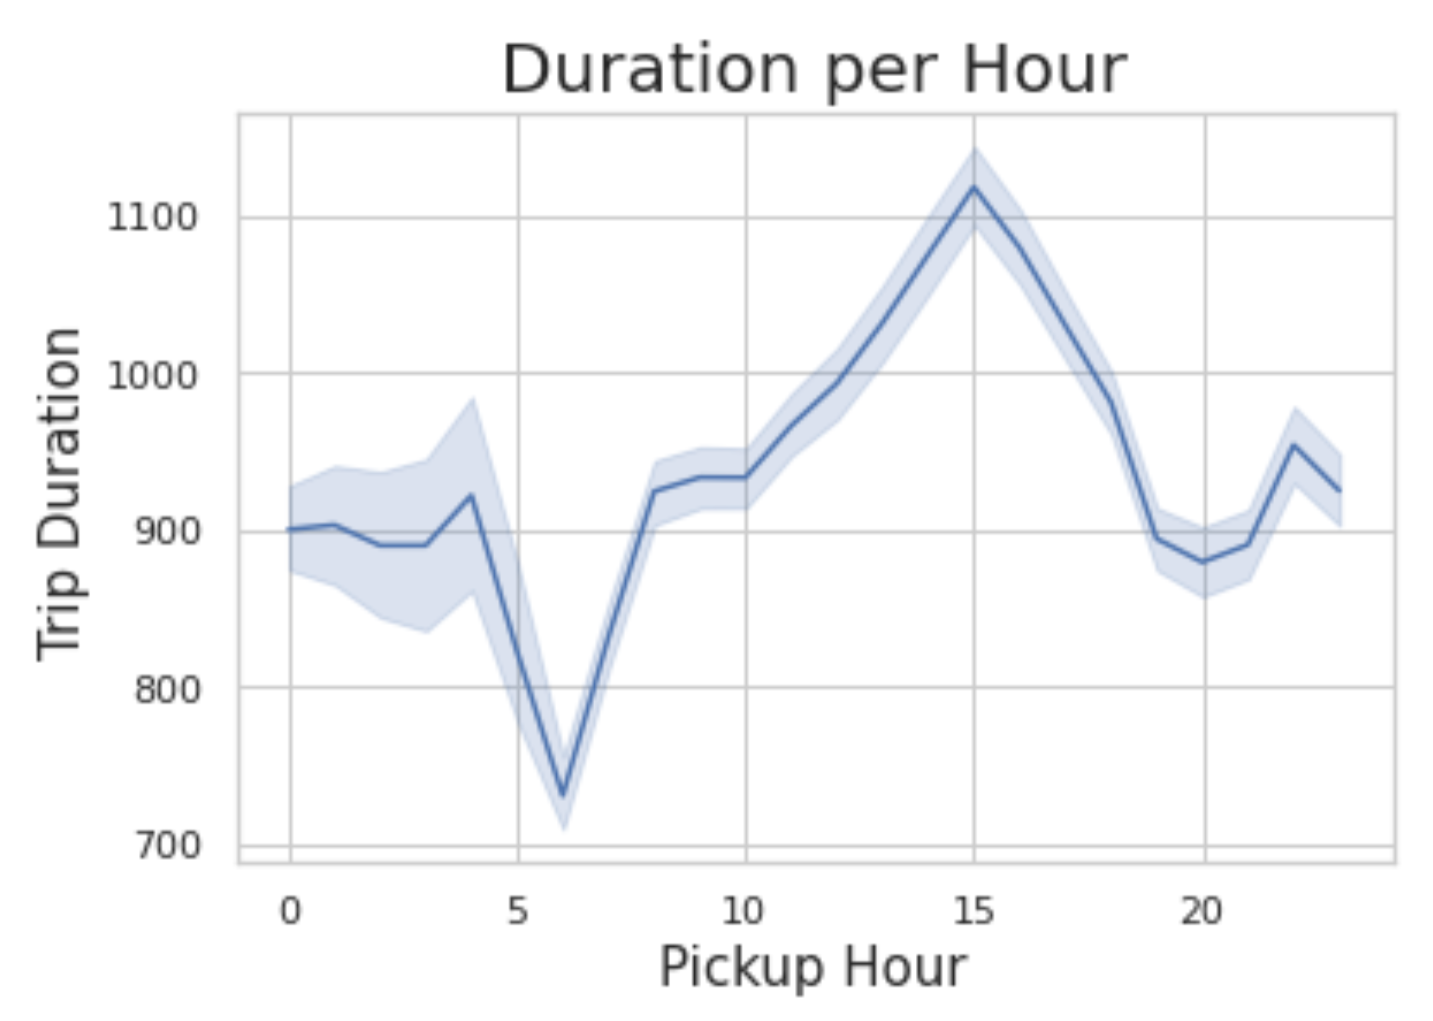 Duration per Hour
Trip Duration
1100
1000
900
800
700
0 5 10 15 20
Pickup Hour